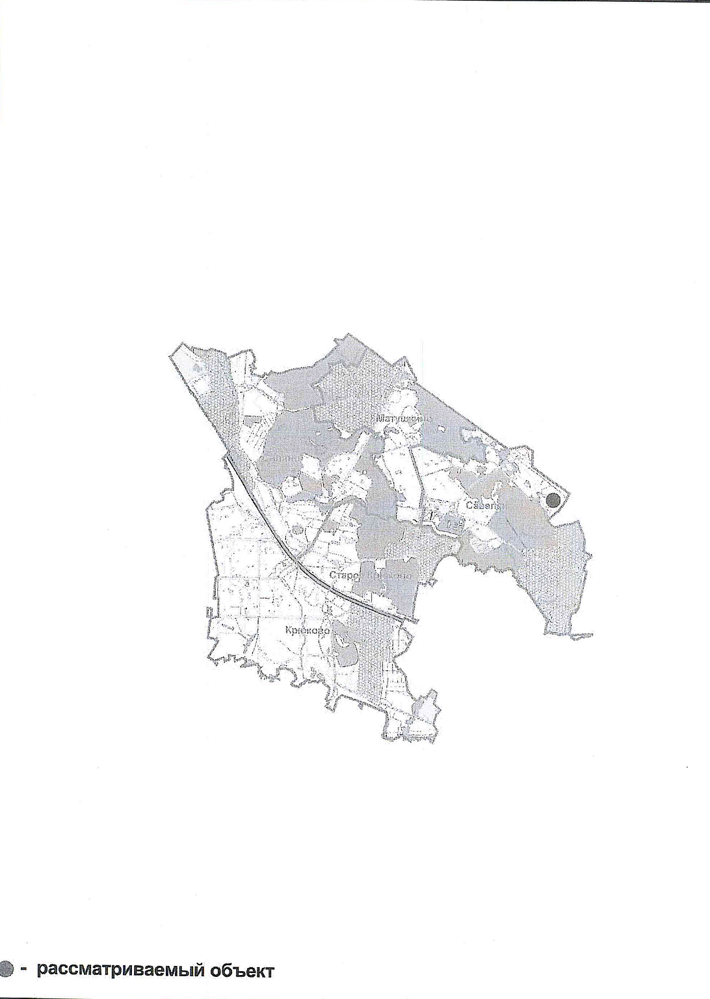 Матушкино
Савелки
Старое Крюково
Крюково
- рассматриваемый объект